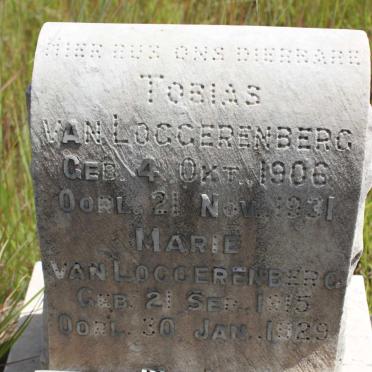 HIER RUS ONS DIERBARE
TOBIAS
VAN LOGGERENBERG
GEB. 4 OKT. 1906
OORL. 21 NOV. 1931
MARIE
VAN LOGGERENBERG
GEB. 21 SEP. 1915
OORL. 30 JAN. 1929